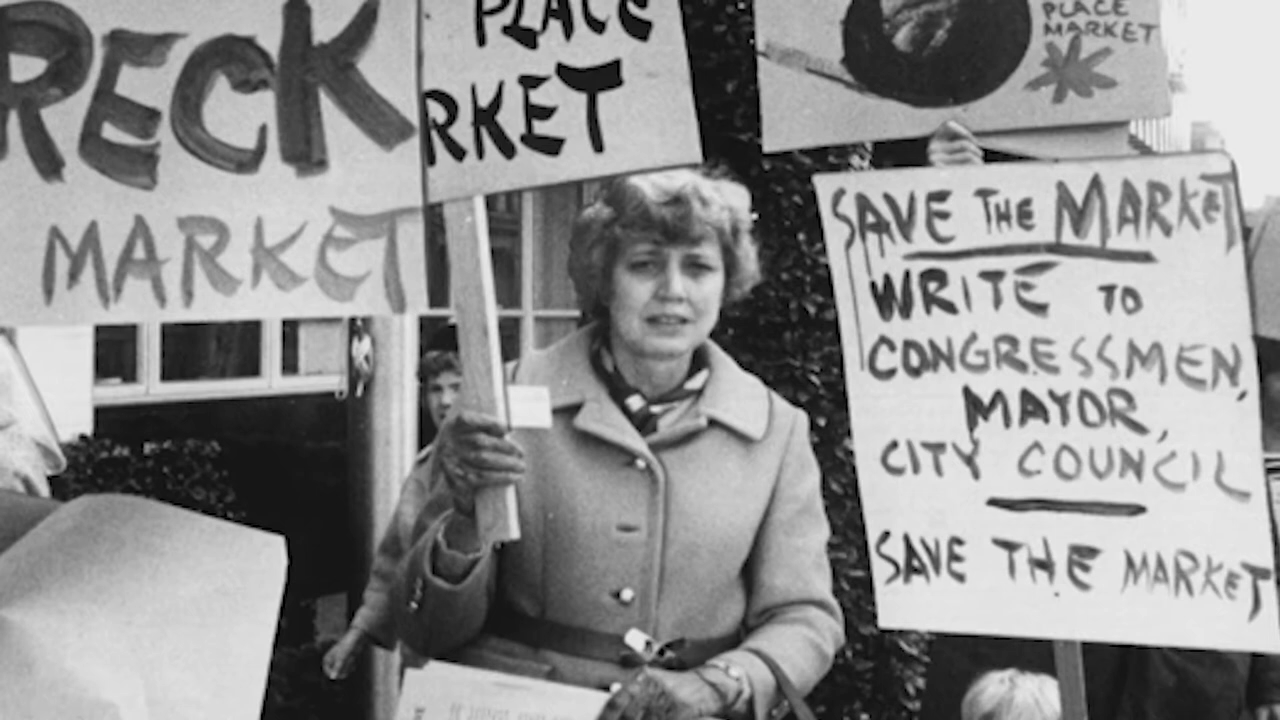 RECK
MARKET
PLACE
RKET
PLACE
MARKET
SAVE THE MARKET
WRITE TO
CONGRESSMEN,
MAYOR,
CITY COUNCIL
SAVE THE MARKET